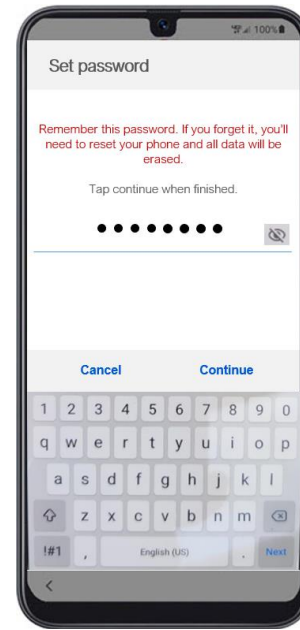 100%
Set password
Remember this password. If you forget it, you'll
need to reset your phone and all data will be
erased.
Tap continue when finished.
Cancel Continue
1 2 3 4 5 6 7 8 9 0
q w e r t y u i o p
a s d f g h j k l
z x c v b n m
!#1 , English (US) . Next